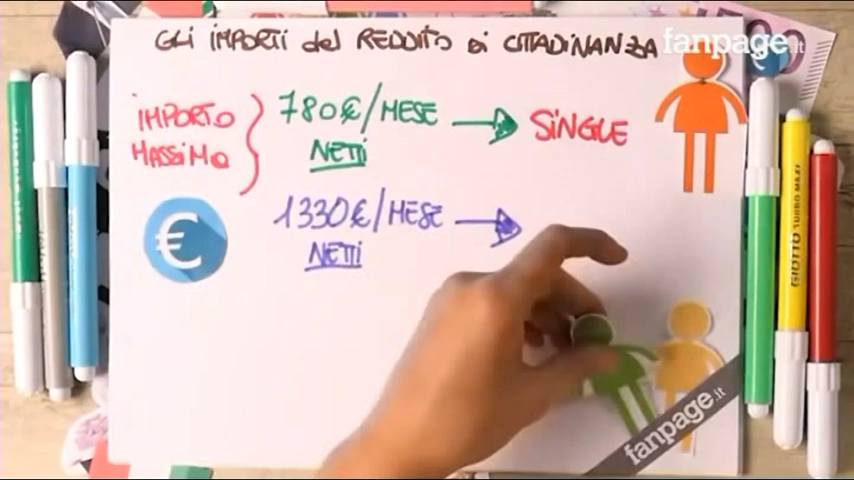 GLI IMPORTI del REDDITO di CITTADINANZA
fanpage.it
IMPORTO
MASSIMO
780€/MESE
NETTI
SINGLE
1330€/MESE
NETTI
€
GIOTTO TURBO MAXI
fanpage.it